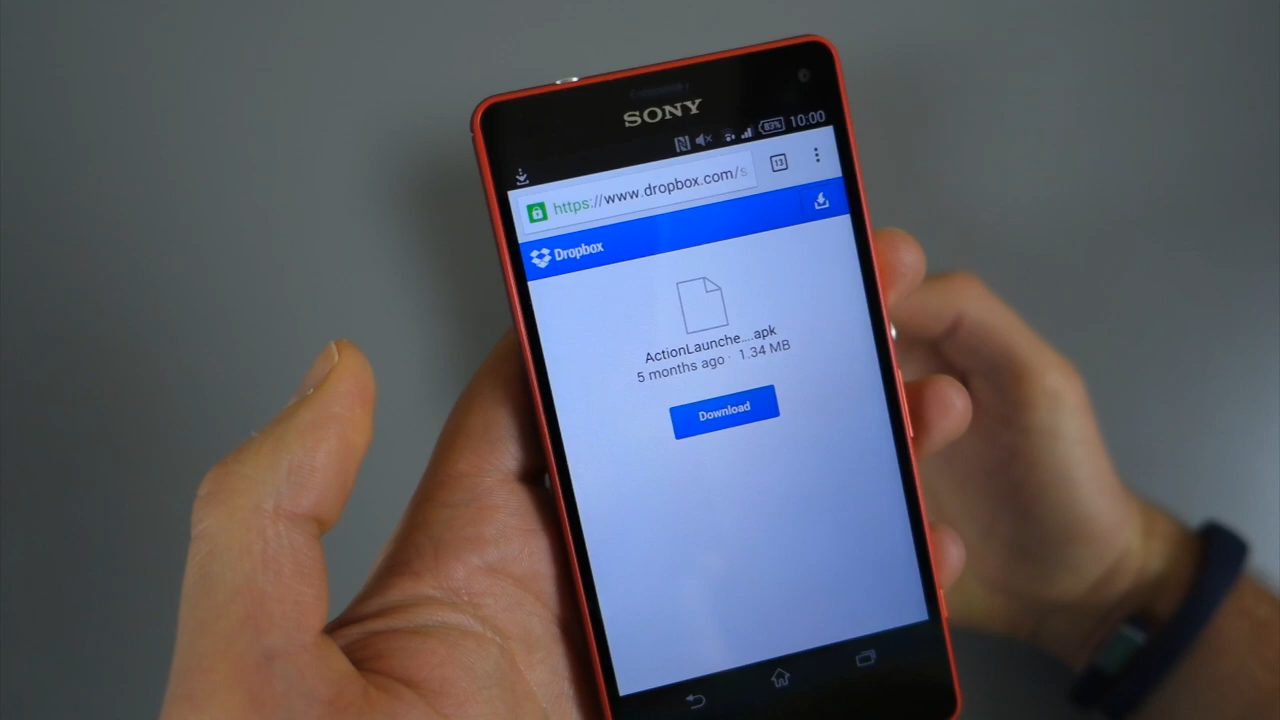 SONY
83% 10:00
https://www.dropbox.com/s
13
Dropbox
ActionLaunche....apk
5 months ago · 1.34 MB
Download